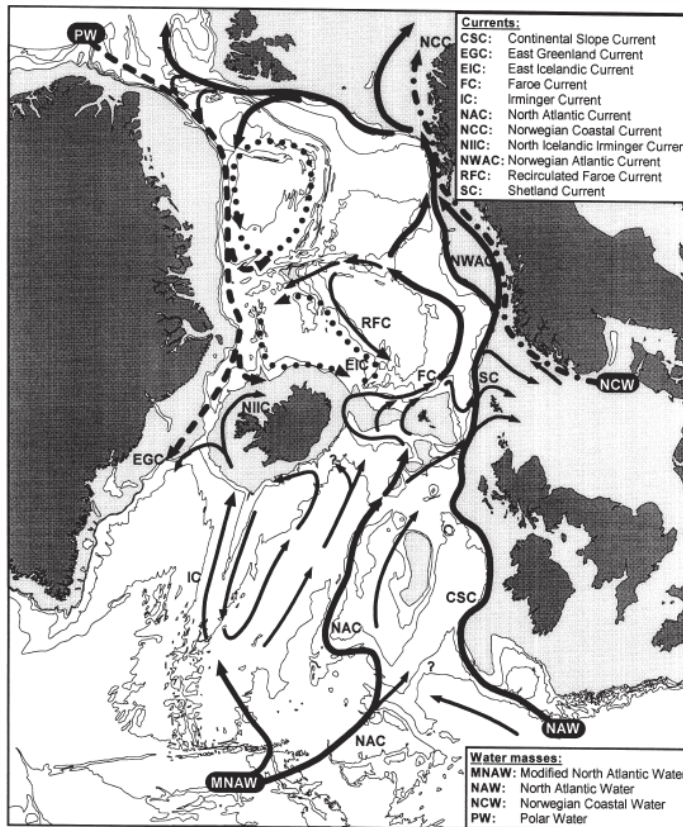 PW
NCC
Currents:
CSC: Continental Slope Current
EGC: East Greenland Current
EIC: East Icelandic Current
FC: Faroe Current
IC: Irminger Current
NAC: North Atlantic Current
NCC: Norwegian Coastal Current
NIIC: North Icelandic Irminger Current
NWAC: Norwegian Atlantic Current
RFC: Recirculated Faroe Current
SC: Shetland Current
NWAC
RFC
EIC
FC
SC
NCW
NIIC
EGC
?
IC
CSC
NAC
?
NAW
NAC
MNAW
Water masses:
MNAW: Modified North Atlantic Water
NAW: North Atlantic Water
NCW: Norwegian Coastal Water
PW: Polar Water